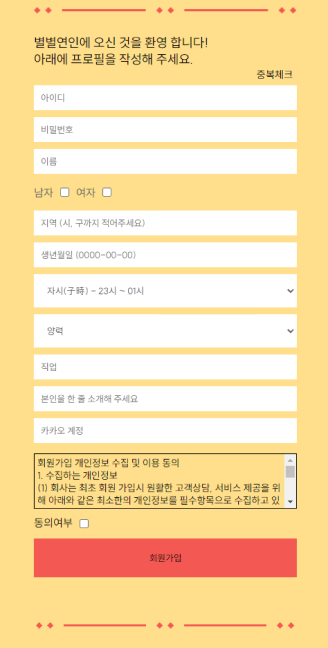 별별연인에 오신 것을 환영 합니다!
아래에 프로필을 작성해 주세요.
중복체크
아이디
비밀번호
이름
남자 여자
지역 (시, 구까지 적어주세요)
생년월일 (0000-00-00)
자시(子時) - 23시 ~ 01시
양력
직업
본인을 한 줄 소개해 주세요
카카오 계정
회원가입 개인정보 수집 및 이용 동의
1. 수집하는 개인정보
(1) 회사는 최초 회원 가입시 원활한 고객상담, 서비스 제공을 위
해 아래와 같은 최소한의 개인정보를 필수항목으로 수집하고 있
동의여부
회원가입